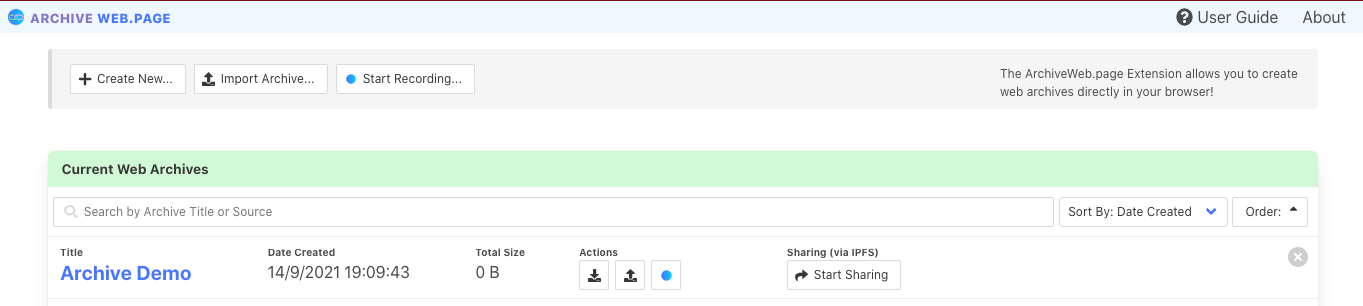 ARCHIVE WEB.PAGE
User Guide
About
Create New...
Import Archive...
Start Recording...
The ArchiveWeb.page Extension allows you to create
web archives directly in your browser!
Current Web Archives
Search by Archive Title or Source
Sort By: Date Created
Order:
Title
Date Created
Total Size
Actions
Sharing (via IPFS)
Archive Demo
14/9/2021 19:09:43
0 B
Start Sharing